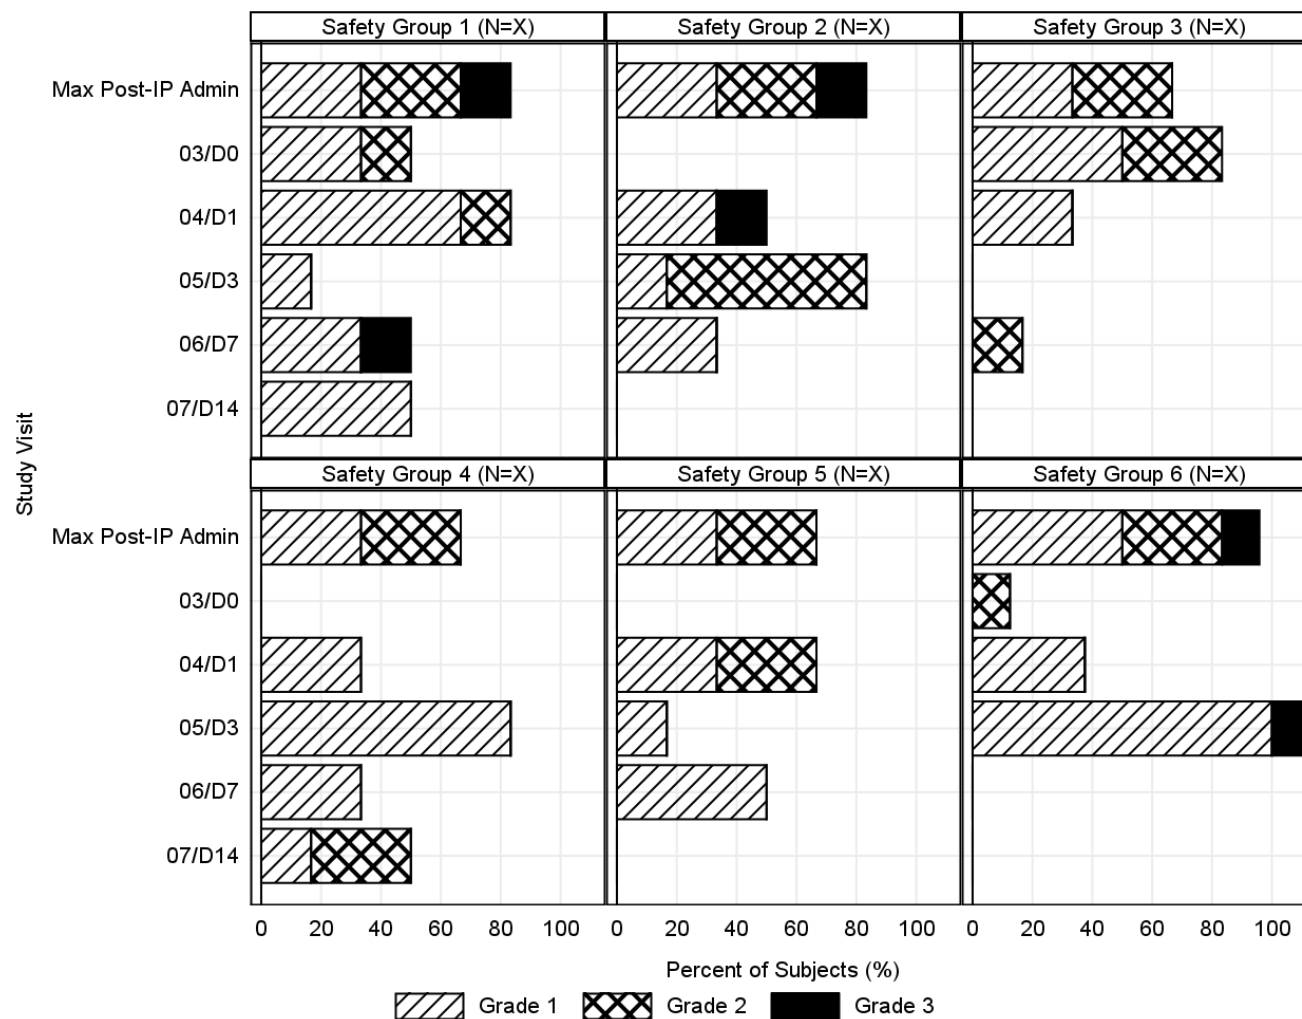 Safety Group 1 (N=X) Safety Group 2 (N=X) Safety Group 3 (N=X)
Max Post-IP Admin
03/D0
04/D1
05/D3
06/D7
07/D14
Study Visit
Safety Group 4 (N=X) Safety Group 5 (N=X) Safety Group 6 (N=X)
Max Post-IP Admin
03/D0
04/D1
05/D3
06/D7
07/D14
0 20 40 60 80 100 0 20 40 60 80 100 0 20 40 60 80 100
Percent of Subjects (%)
Grade 1 Grade 2 Grade 3